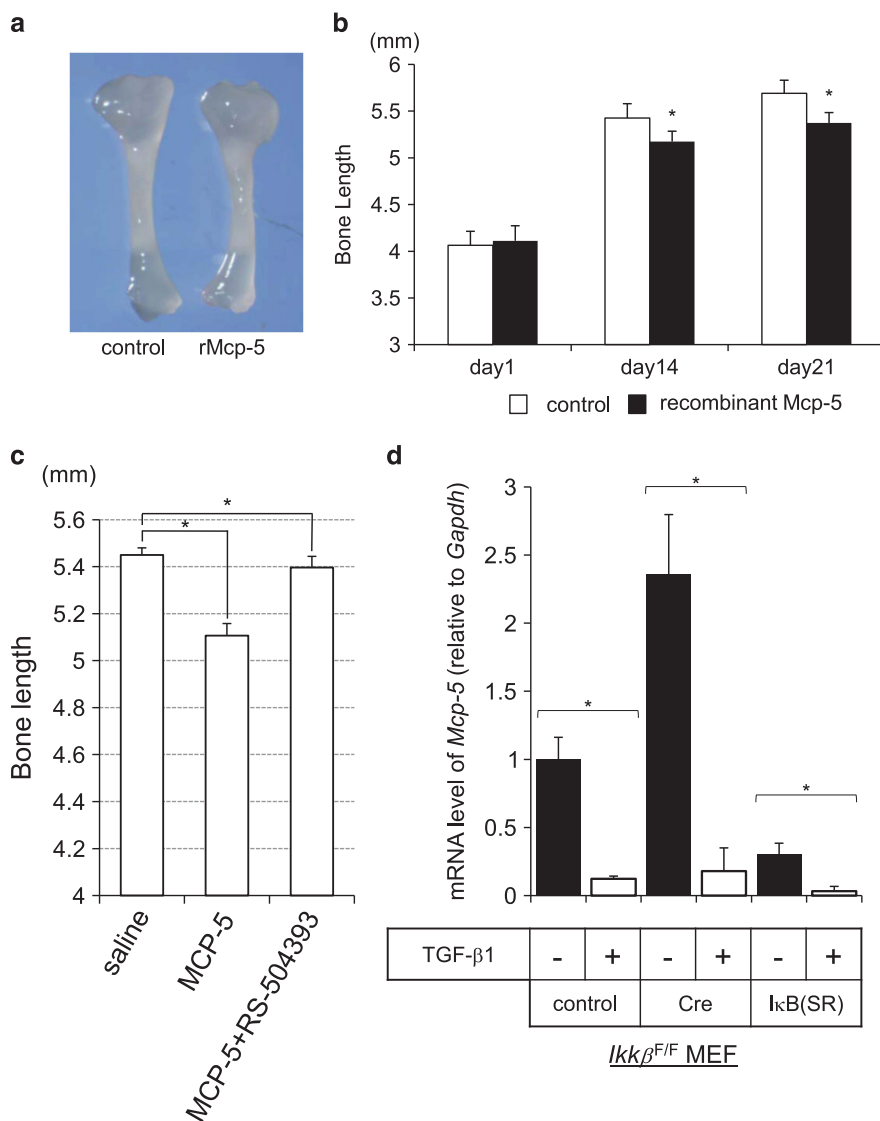 a
control rMcp-5
b
(mm)
Bone Length
6
5.5
5
4.5
4
3.5
3
*
*
day1 day14 day21
control recombinant Mcp-5
c
(mm)
Bone length
5.6
5.4
5.2
5
4.8
4.6
4.4
4.2
4
*
*
saline
MCP-5
MCP-5+RS-504393
d
mRNA level of Mcp-5 (relative to Gapdh)
3
2.5
2
1.5
1
0.5
0
*
*
*
TGF-β1 - + - + - +
control Cre IκB(SR)
IkkβF/F MEF